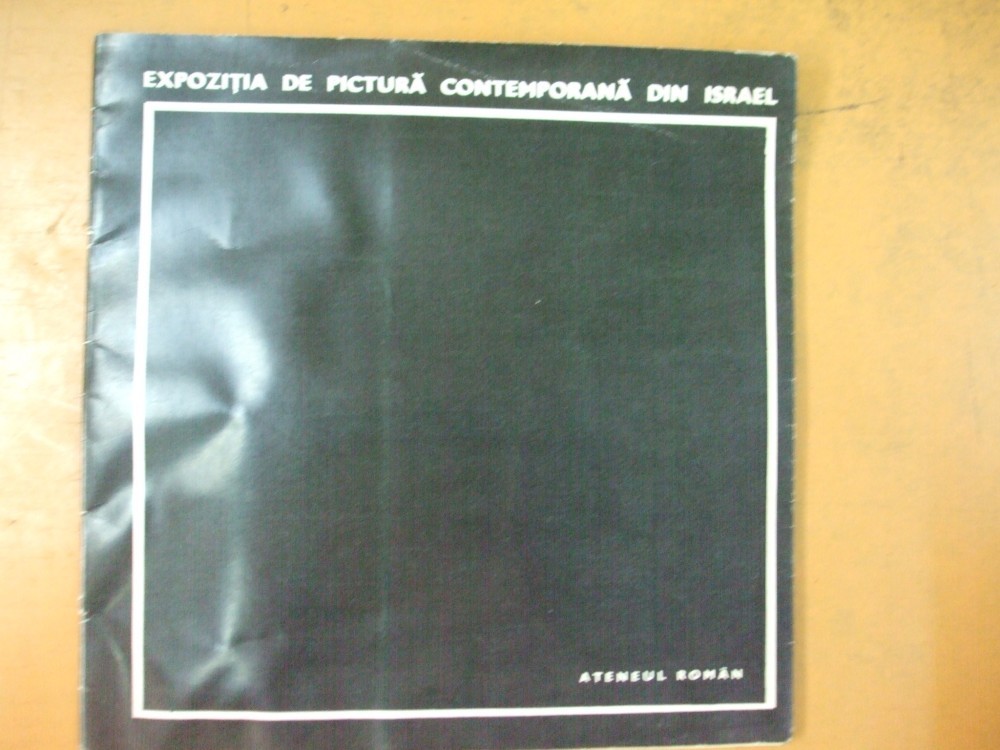 EXPOZIȚIA DE PICTURĂ CONTEMPORANĂ DIN ISRAEL
ATENEUL ROMÂN